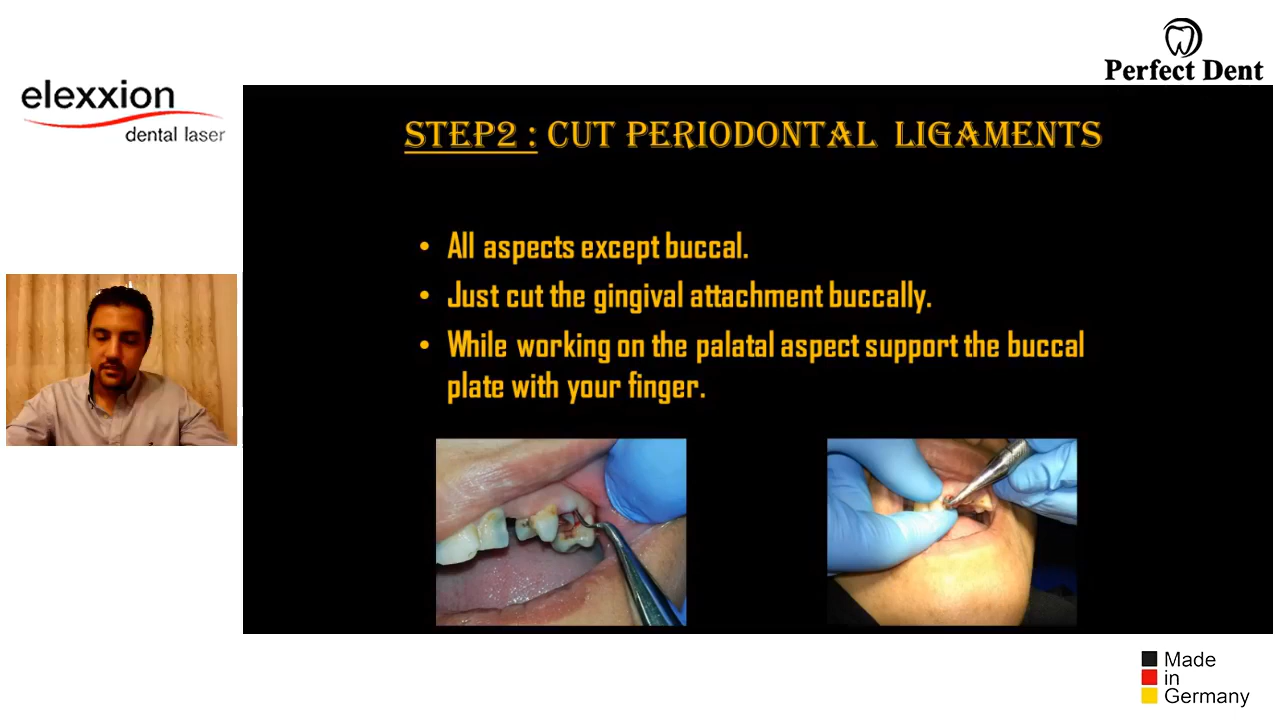 Perfect Dent
elexxion
dental laser
STEP2 : CUT PERIODONTAL LIGAMENTS
• All aspects except buccal.
• Just cut the gingival attachment buccally.
• While working on the palatal aspect support the buccal
plate with your finger.
Made
in
Germany